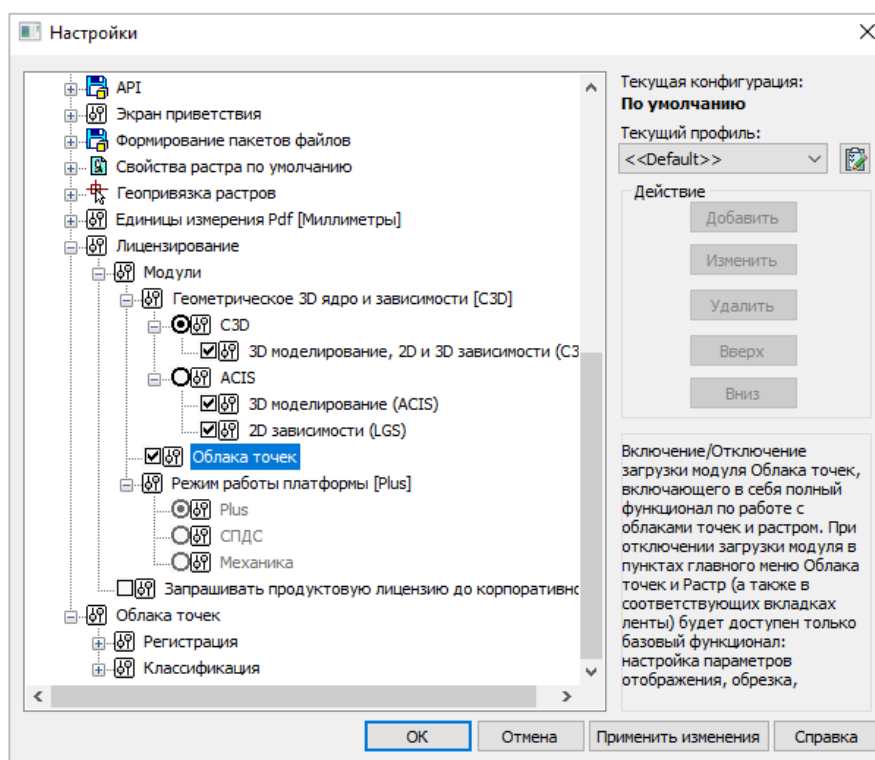 Настройки
API
Экран приветствия
Формирование пакетов файлов
Свойства растра по умолчанию
Геопривязка растров
Единицы измерения Pdf [Миллиметры]
Лицензирование
Модули
Геометрическое 3D ядро и зависимости [C3D]
C3D
3D моделирование, 2D и 3D зависимости (C3
ACIS
3D моделирование (ACIS)
2D зависимости (LGS)
Облака точек
Режим работы платформы [Plus]
Plus
СПДС
Механика
Запрашивать продуктовую лицензию до корпоративно
Облака точек
Регистрация
Классификация
Текущая конфигурация:
По умолчанию
Текущий профиль:
<<Default>>
Действие
Добавить
Изменить
Удалить
Вверх
Вниз
Включение/Отключение
загрузки модуля Облака точек,
включающего в себя полный
функционал по работе с
облаками точек и растром. При
отключении загрузки модуля в
пунктах главного меню Облака
точек и Растр (а также в
соответствующих вкладках
ленты) будет доступен только
базовый функционал:
настройка параметров
отображения, обрезка,
ОК
Отмена
Применить изменения
Справка